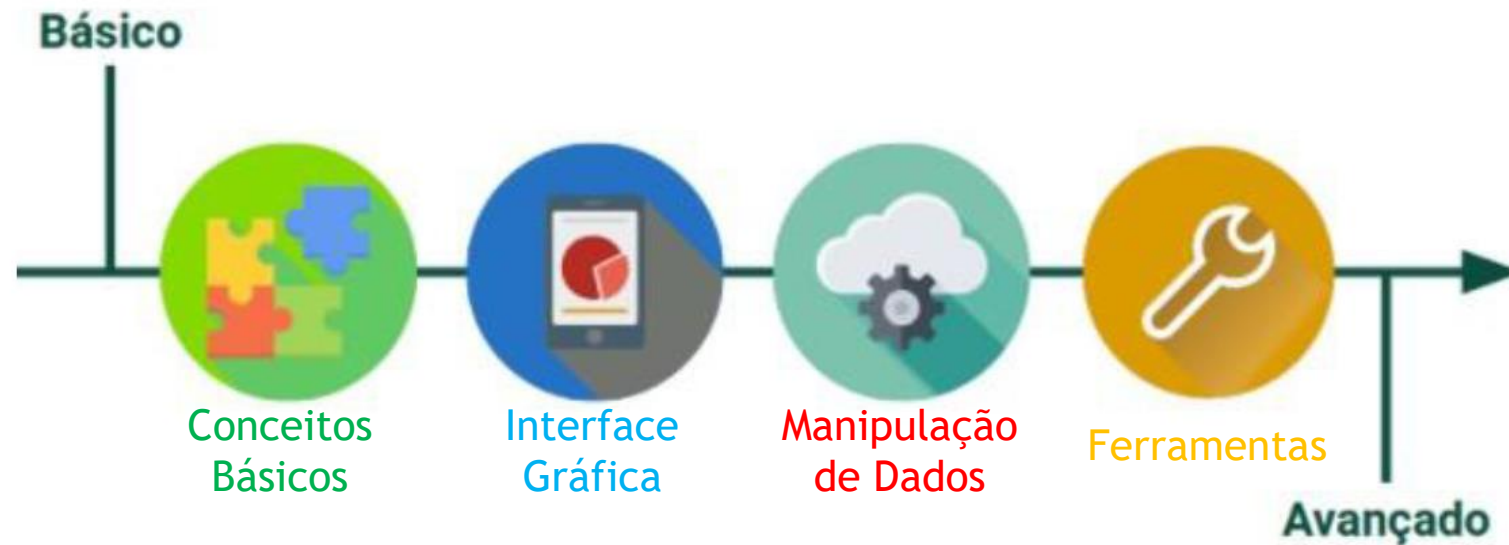 Básico
Conceitos
Básicos
Interface
Gráfica
Manipulação
de Dados
Ferramentas
Avançado